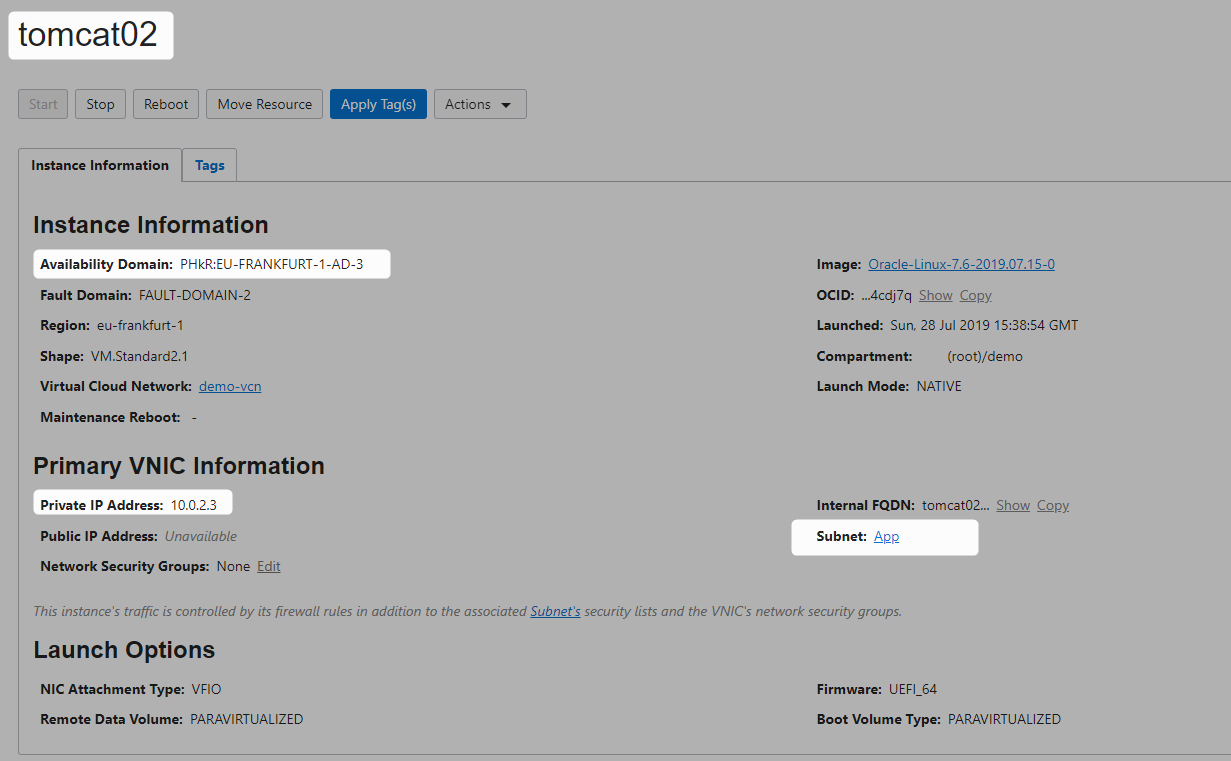 tomcat02
Start Stop Reboot Move Resource Apply Tag(s) Actions
Instance Information Tags
Instance Information
Availability Domain: PHkR:EU-FRANKFURT-1-AD-3
Fault Domain: FAULT-DOMAIN-2
Region: eu-frankfurt-1
Shape: VM.Standard2.1
Virtual Cloud Network: demo-vcn
Maintenance Reboot: -
Image: Oracle-Linux-7.6-2019.07.15-0
OCID: ...4cdj7q Show Copy
Launched: Sun, 28 Jul 2019 15:38:54 GMT
Compartment: (root)/demo
Launch Mode: NATIVE
Primary VNIC Information
Private IP Address: 10.0.2.3
Public IP Address: Unavailable
Network Security Groups: None Edit
Internal FQDN: tomcat02... Show Copy
Subnet: App
This instance's traffic is controlled by its firewall rules in addition to the associated Subnet's security lists and the VNIC's network security groups.
Launch Options
NIC Attachment Type: VFIO
Remote Data Volume: PARAVIRTUALIZED
Firmware: UEFI_64
Boot Volume Type: PARAVIRTUALIZED